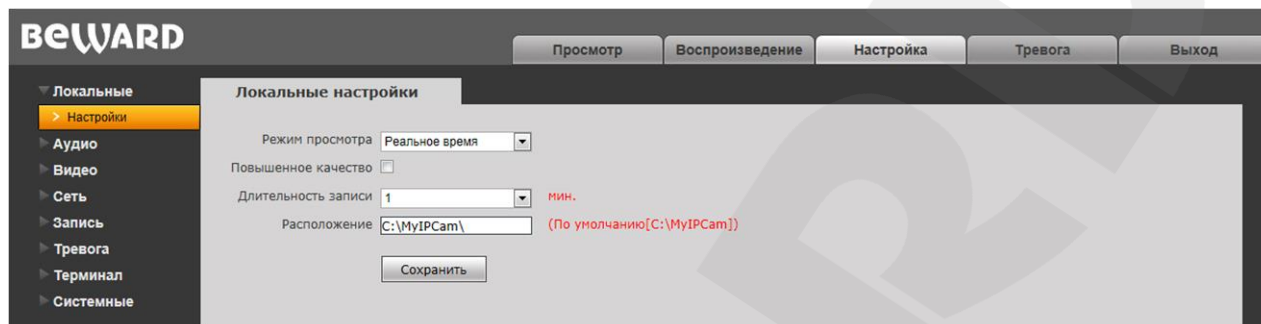 BEWARD
Просмотр Воспроизведение Настройка Тревога Выход
Локальные
> Настройки
Аудио
Видео
Сеть
Запись
Тревога
Терминал
Системные
Локальные настройки
Режим просмотра Реальное время
Повышенное качество
Длительность записи 1 мин.
Расположение C:\MyIPCam\ (По умолчанию[C:\MyIPCam])
Сохранить